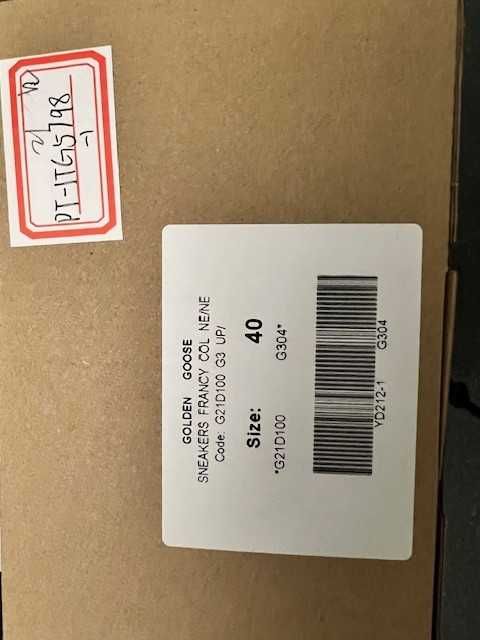 PT-ITG5798
-1
GOLDEN GOOSE
SNEAKERS FRANCY COL NE/NE
Code: G21D100 G3 UP/
Size: 40
*G21D100 G304*
YD212-1 G304